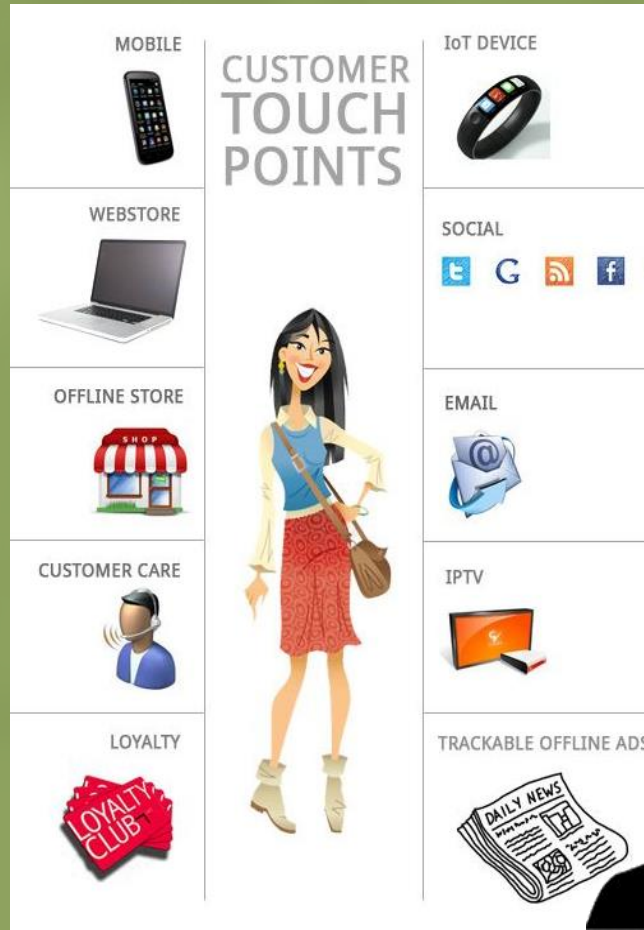 CUSTOMER
TOUCH
POINTS
MOBILE
WEBSTORE
OFFLINE STORE
SHOP
CUSTOMER CARE
LOYALTY
LOYALTY
CLUB
IoT DEVICE
SOCIAL
t G f
EMAIL
@
IPTV
TRACKABLE OFFLINE ADS
DAILY NEWS